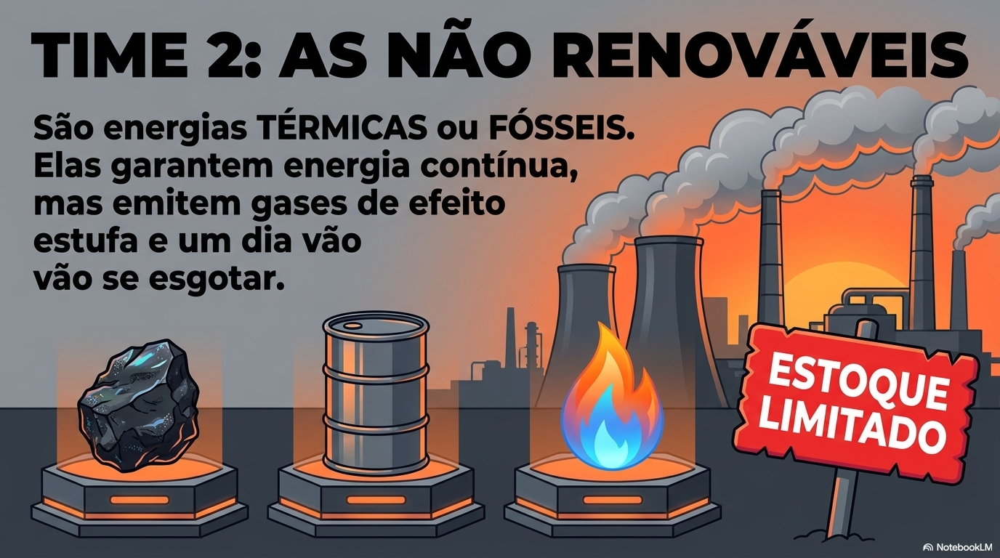 TIME 2: AS NÃO RENOVÁVEIS
São energias TÉRMICAS ou FÓSSEIS.
Elas garantem energia contínua,
mas emitem gases de efeito
estufa e um dia vão
vão se esgotar.
ESTOQUE
LIMITADO
NotebookLM